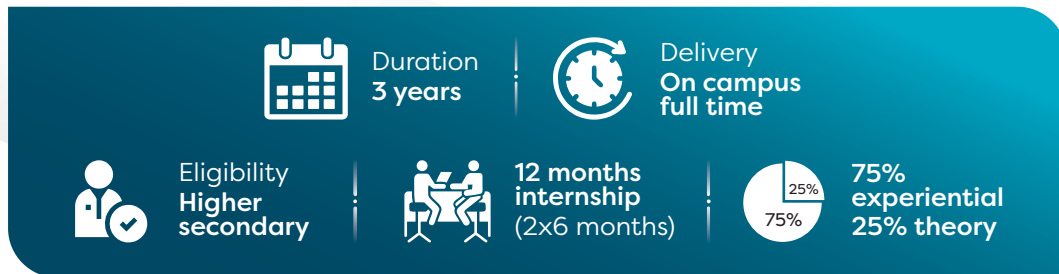 Duration
3 years
Delivery
On campus
full time
Eligibility
Higher
secondary
12 months
internship
(2x6 months)
25%
75%
75%
experiential
25% theory